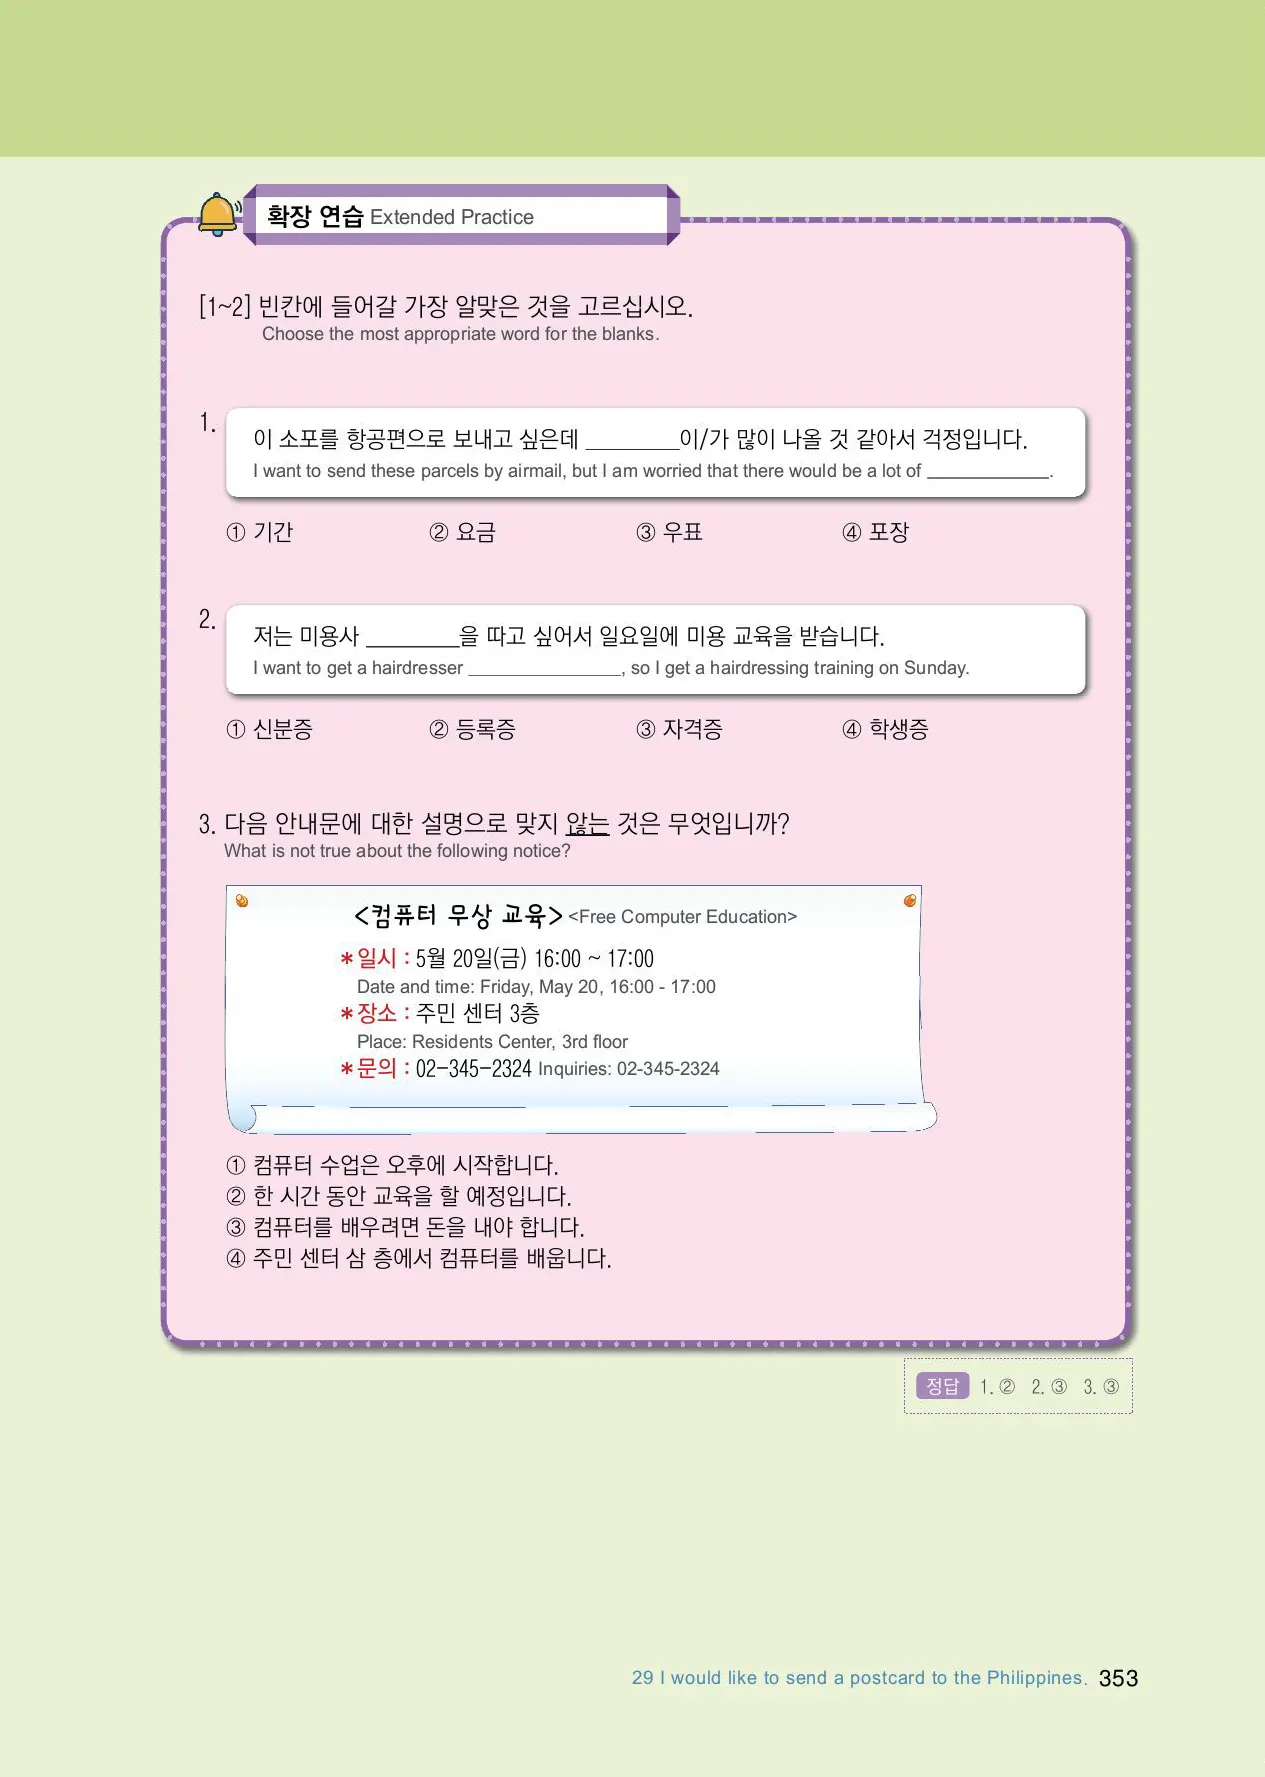 확장 연습 Extended Practice
[1~2] 빈칸에 들어갈 가장 알맞은 것을 고르십시오.
Choose the most appropriate word for the blanks.
1.
이 소포를 항공편으로 보내고 싶은데 ________이/가 많이 나올 것 같아서 걱정입니다.
I want to send these parcels by airmail, but I am worried that there would be a lot of ____________.
① 기간 ② 요금 ③ 우표 ④ 포장
2.
저는 미용사 ________을 따고 싶어서 일요일에 미용 교육을 받습니다.
I want to get a hairdresser _______________, so I get a hairdressing training on Sunday.
① 신분증 ② 등록증 ③ 자격증 ④ 학생증
3. 다음 안내문에 대한 설명으로 맞지 않는 것은 무엇입니까?
What is not true about the following notice?
<컴퓨터 무상 교육> <Free Computer Education>
*일시 : 5월 20일(금) 16:00 ~ 17:00
Date and time: Friday, May 20, 16:00 - 17:00
*장소 : 주민 센터 3층
Place: Residents Center, 3rd floor
*문의 : 02-345-2324 Inquiries: 02-345-2324
① 컴퓨터 수업은 오후에 시작합니다.
② 한 시간 동안 교육을 할 예정입니다.
③ 컴퓨터를 배우려면 돈을 내야 합니다.
④ 주민 센터 삼 층에서 컴퓨터를 배웁니다.
정답 1. ② 2. ③ 3. ③
29 I would like to send a postcard to the Philippines. 353